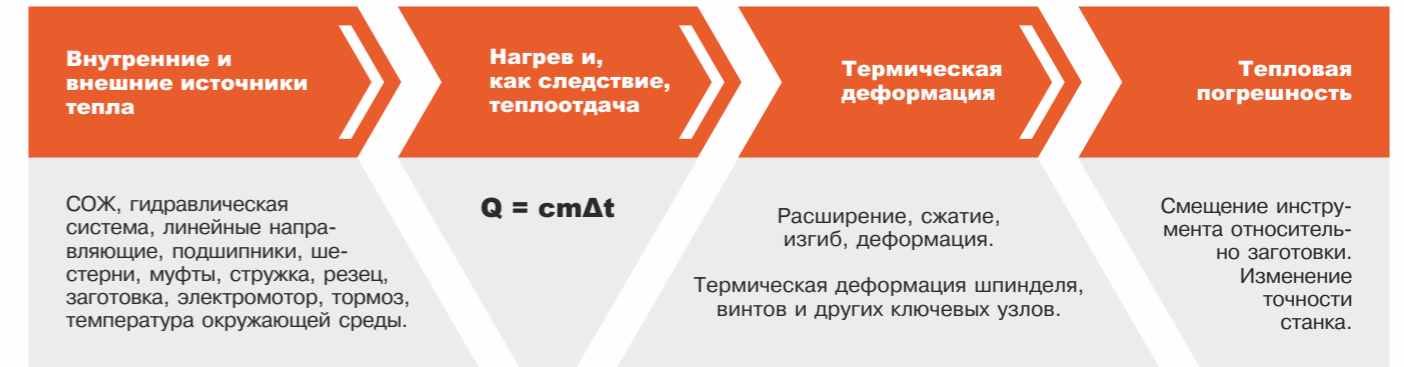 Внутренние и
внешние источники
тепла
СОЖ, гидравлическая
система, линейные напра-
вляющие, подшипники, ше-
стерни, муфты, стружка, резец,
заготовка, электромотор, тормоз,
температура окружающей среды.
Нагрев и,
как следствие,
теплоотдача
Q = cm∆t
Термическая
деформация
Расширение, сжатие,
изгиб, деформация.
Термическая деформация шпинделя,
винтов и других ключевых узлов.
Тепловая
погрешность
Смещение инстру-
мента относитель-
но заготовки.
Изменение
точности
станка.